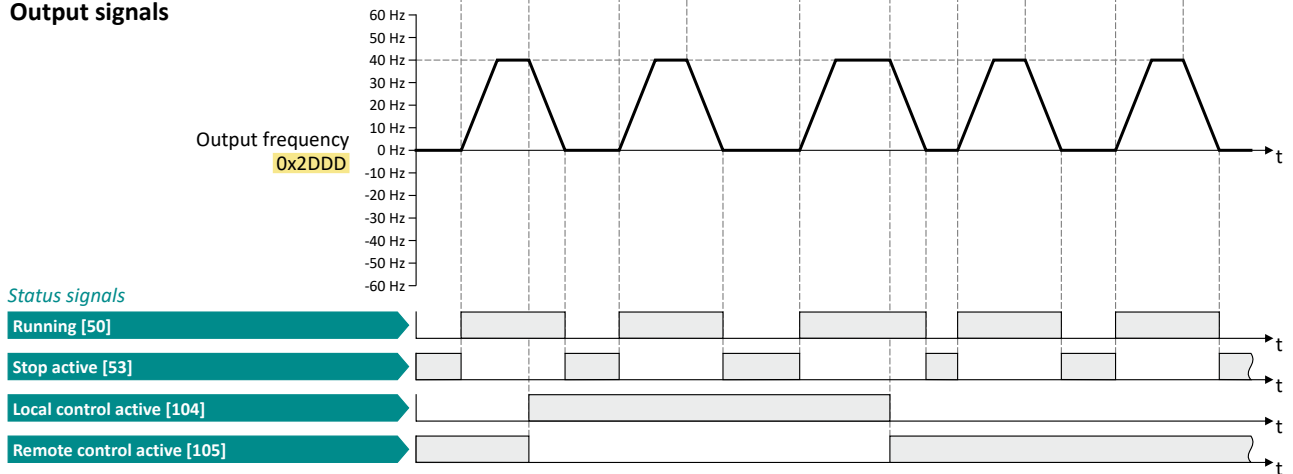 Output signals
60 Hz
50 Hz
40 Hz
30 Hz
20 Hz
10 Hz
0 Hz
-10 Hz
-20 Hz
-30 Hz
-40 Hz
-50 Hz
-60 Hz
Output frequency
0x2DDD
t
Status signals
Running [50]
t
Stop active [53]
t
Local control active [104]
t
Remote control active [105]
t